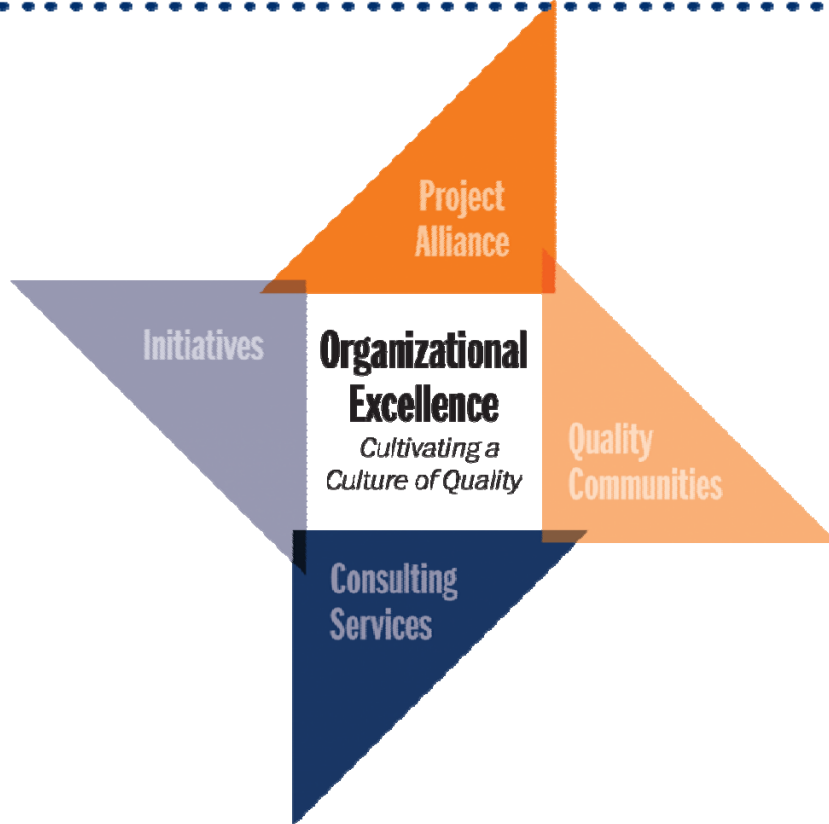 Project
Alliance
Initiatives
Organizational
Excellence
Cultivating a
Culture of Quality
Quality
Communities
Consulting
Services